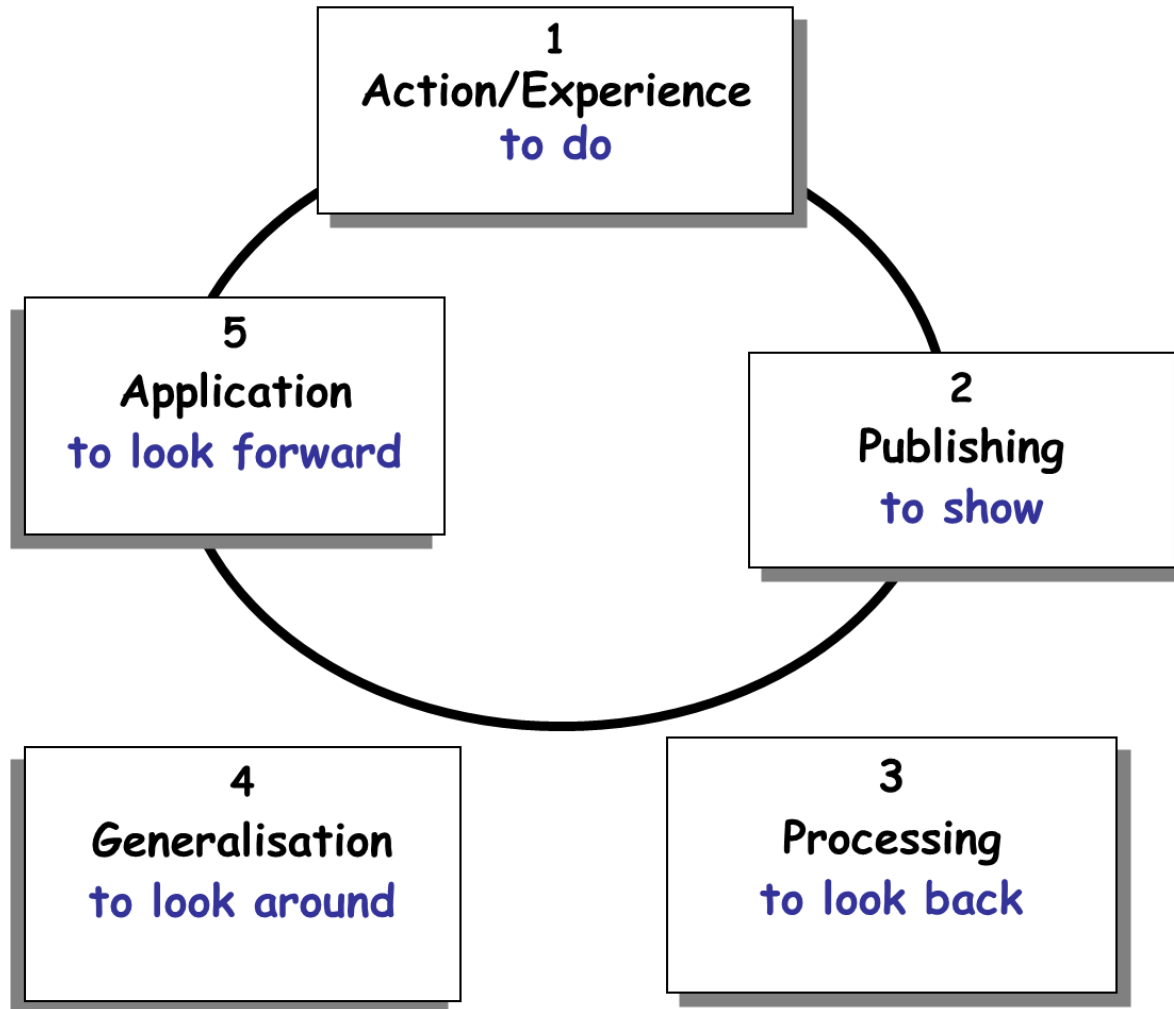 1
Action/Experience
to do
2
Publishing
to show
3
Processing
to look back
4
Generalisation
to look around
5
Application
to look forward